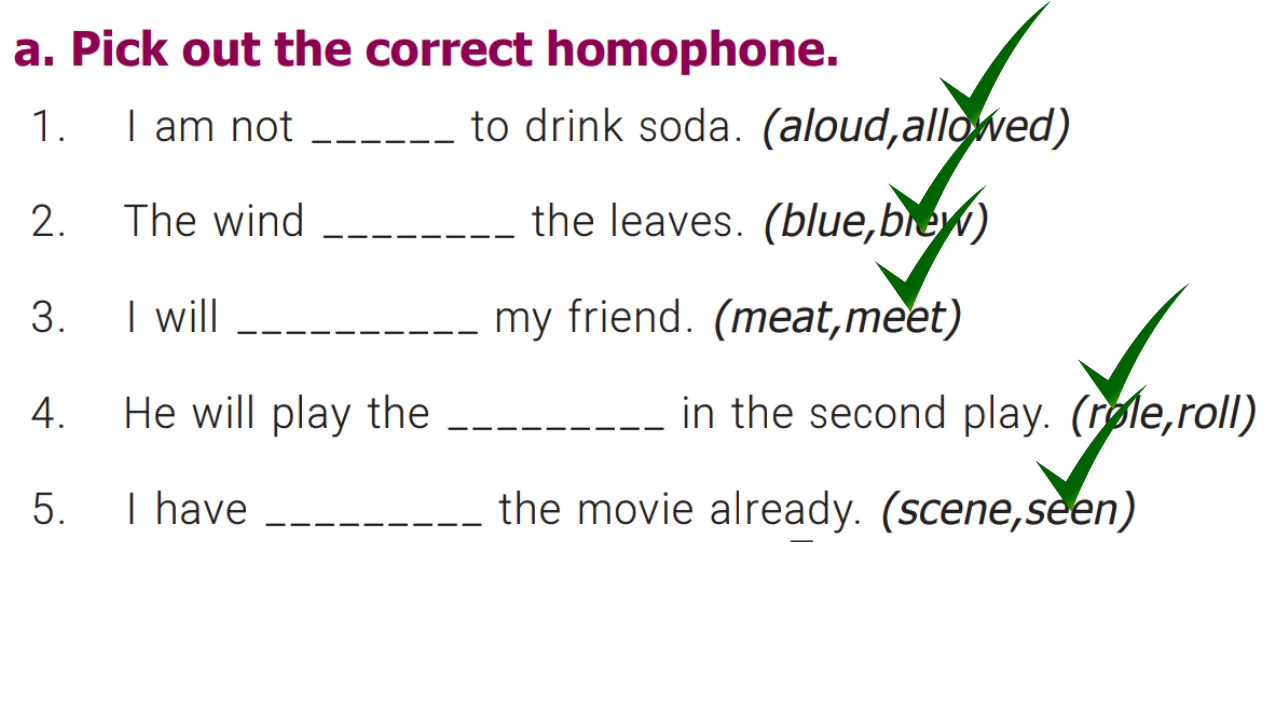 a. Pick out the correct homophone.
1. I am not ______ to drink soda. (aloud,allowed)
2. The wind ________ the leaves. (blue,blew)
3. I will __________ my friend. (meat,meet)
4. He will play the _________ in the second play. (role,roll)
5. I have _________ the movie already. (scene,seen)